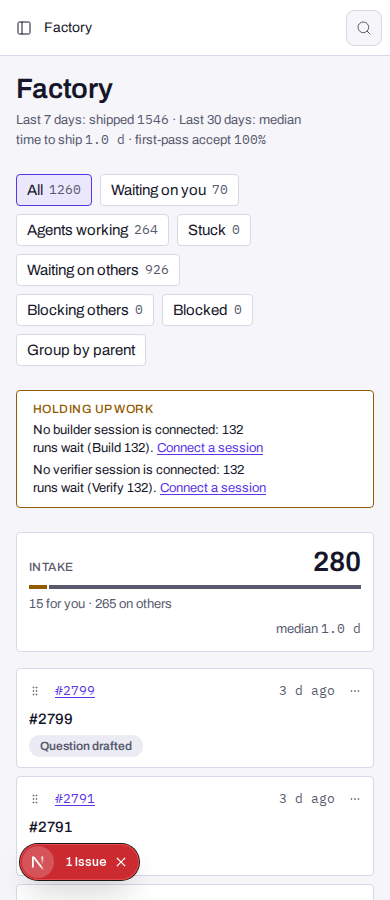 Factory
Factory
Last 7 days: shipped 1546 · Last 30 days: median
time to ship 1.0 d · first-pass accept 100%
All 1260
Waiting on you 70
Agents working 264
Stuck 0
Waiting on others 926
Blocking others 0
Blocked 0
Group by parent
HOLDING UP WORK
No builder session is connected: 132
runs wait (Build 132). Connect a session
No verifier session is connected: 132
runs wait (Verify 132). Connect a session
INTAKE 280
15 for you · 265 on others
median 1.0 d
#2799 3 d ago ···
#2799
Question drafted
#2791 3 d ago ···
#2791
N 1 Issue